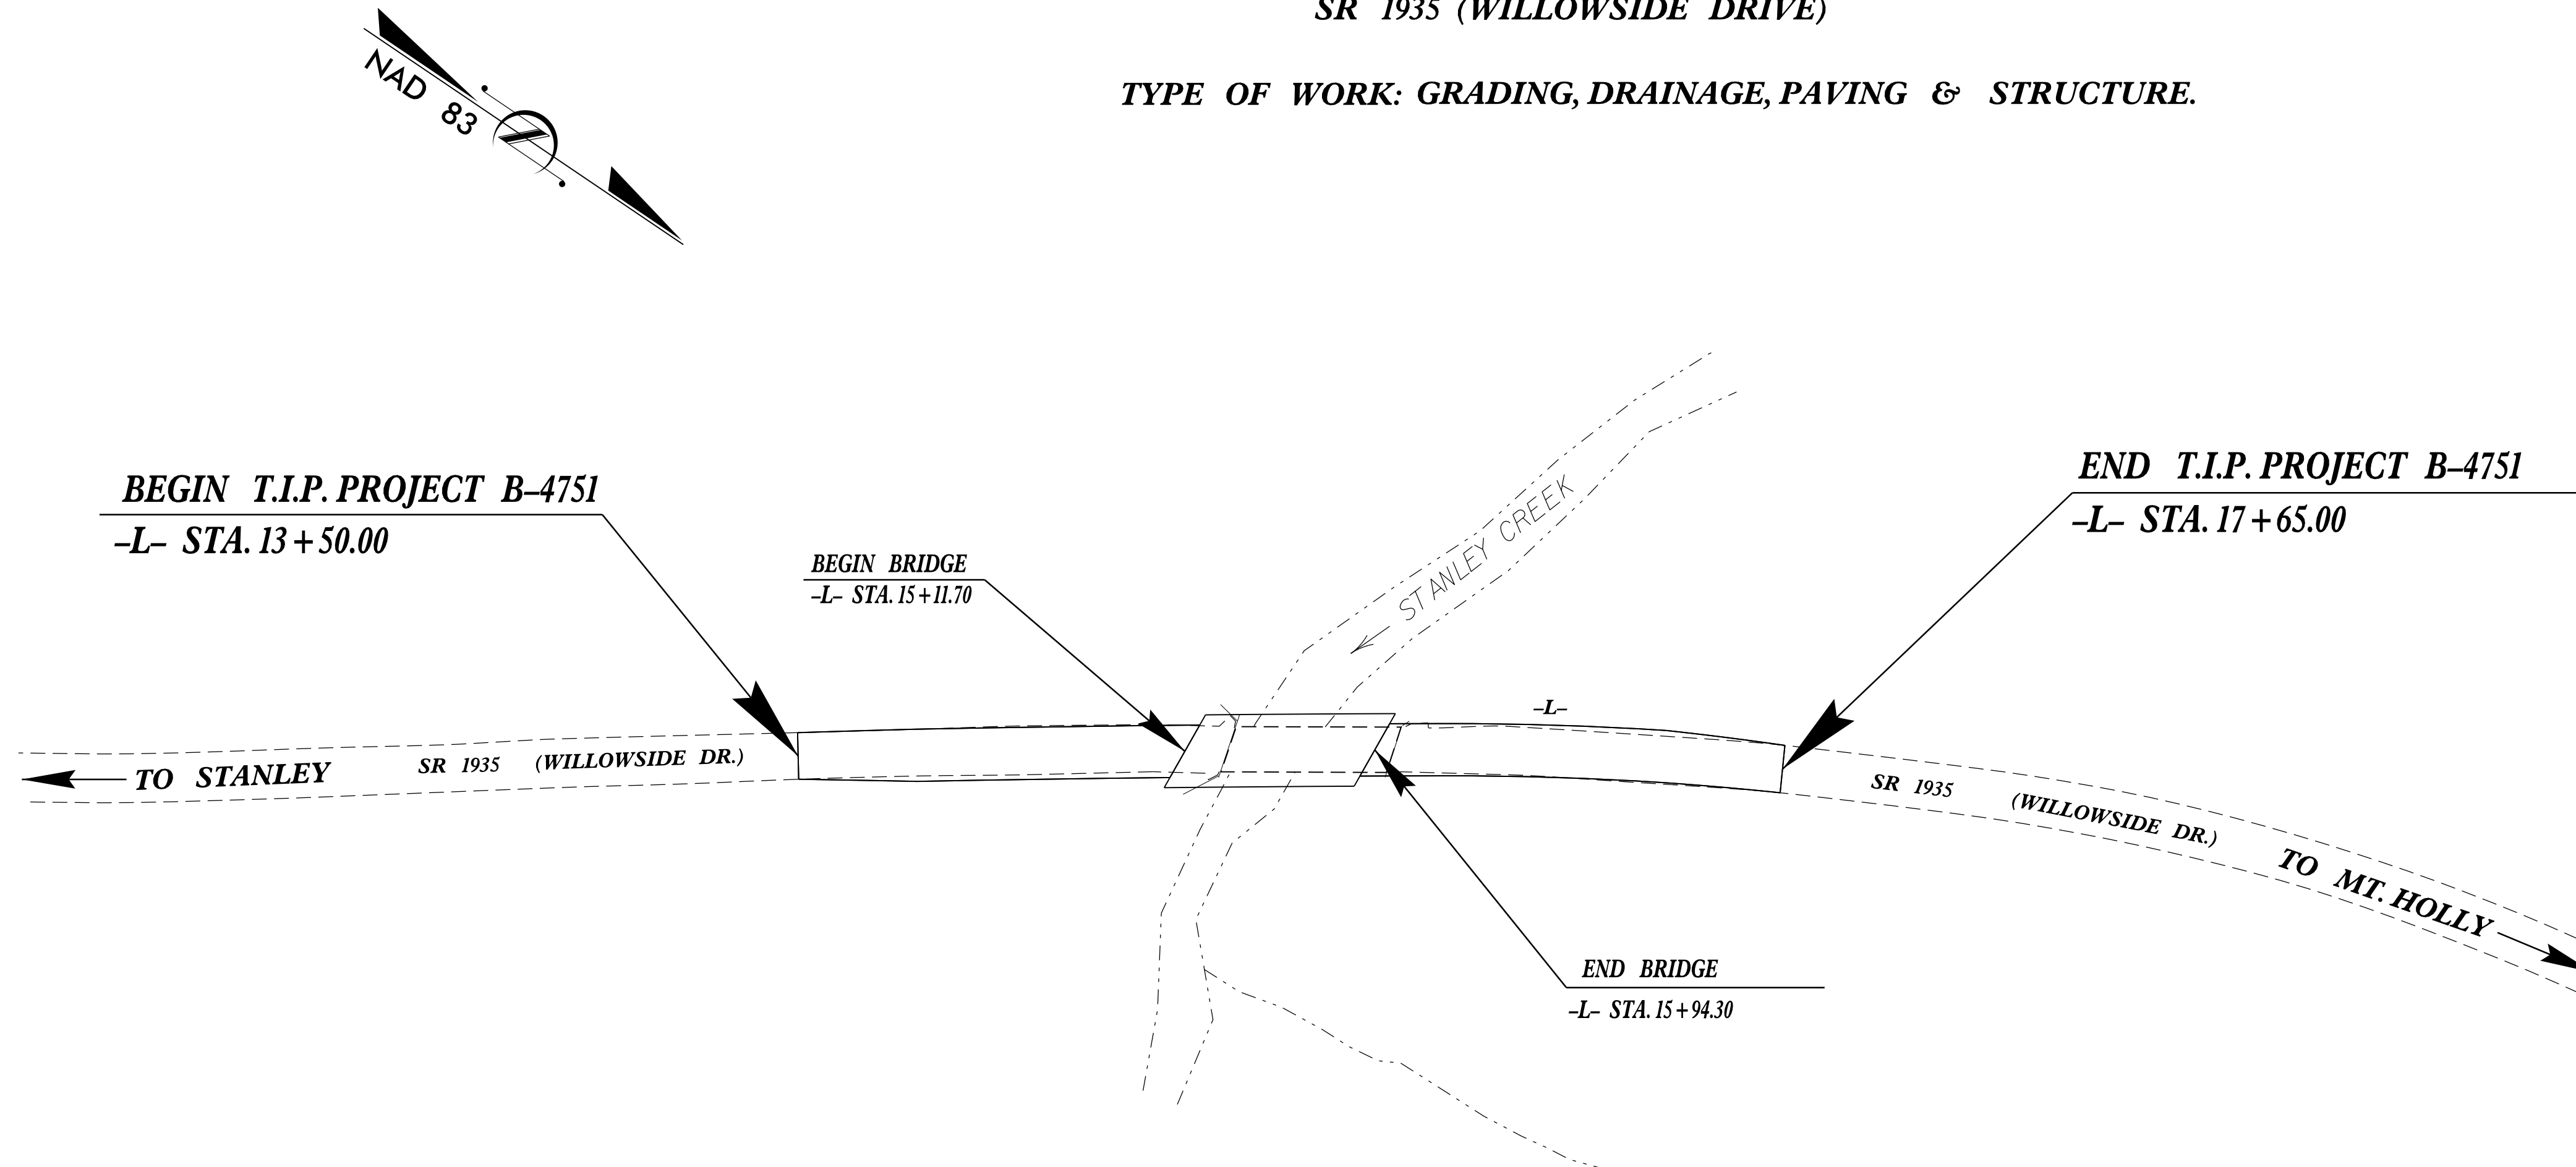 SR 1935 (WILLOWSIDE DRIVE)
TYPE OF WORK: GRADING, DRAINAGE, PAVING & STRUCTURE.
NAD 83
BEGIN T.I.P. PROJECT B–4751
–L– STA. 13+50.00
END T.I.P. PROJECT B–4751
–L– STA. 17+65.00
BEGIN BRIDGE
–L– STA. 15+11.70
STANLEY CREEK
–L–
TO STANLEY
SR 1935 (WILLOWSIDE DR.)
SR 1935 (WILLOWSIDE DR.)
TO MT. HOLLY
END BRIDGE
–L– STA. 15+94.30